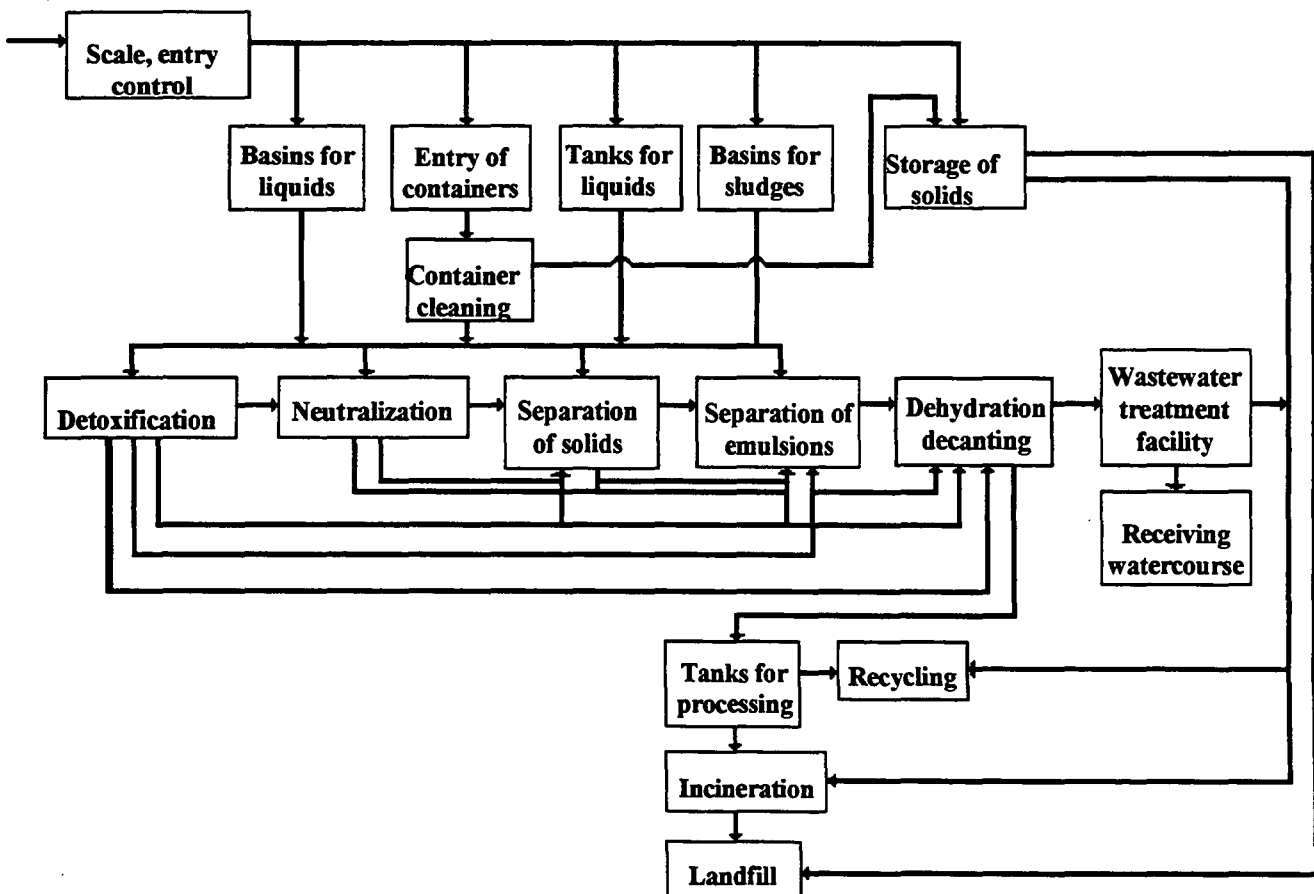 Scale, entry
control
Basins for
liquids
Entry of
containers
Tanks for
liquids
Basins for
sludges
Storage of
solids
Container
cleaning
Detoxification
Neutralization
Separation
of solids
Separation of
emulsions
Dehydration
decanting
Wastewater
treatment
facility
Receiving
watercourse
Tanks for
processing
Recycling
Incineration
Landfill